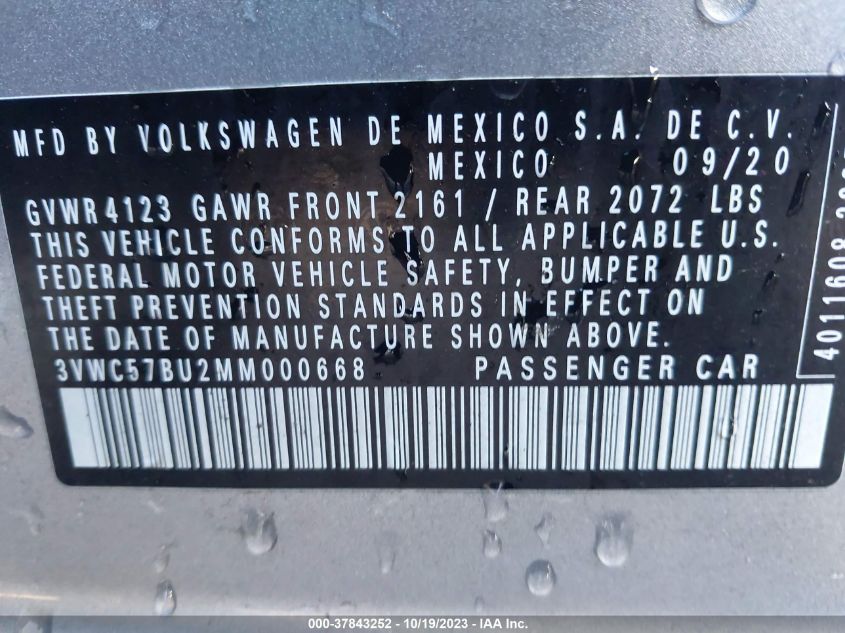 MFD BY VOLKSWAGEN DE MEXICO S.A. DE C.V.
MEXICO 09/20
GVWR 4123 GAWR FRONT 2161 / REAR 2072 LBS
THIS VEHICLE CONFORMS TO ALL APPLICABLE U.S.
FEDERAL MOTOR VEHICLE SAFETY, BUMPER AND
THEFT PREVENTION STANDARDS IN EFFECT ON
THE DATE OF MANUFACTURE SHOWN ABOVE.
3VWC57BU2MM000668 PASSENGER CAR
4011608
000-37843252 - 10/19/2023 - IAA Inc.